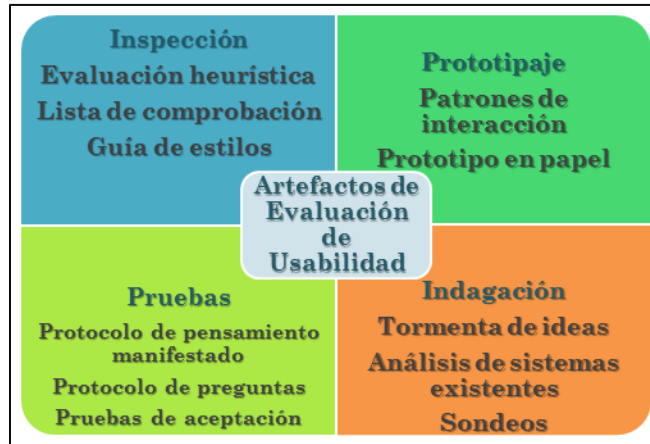 Inspección
Evaluación heurística
Lista de comprobación
Guía de estilos
Prototipaje
Patrones de
interacción
Prototipo en papel
Artefactos de
Evaluación
de
Usabilidad
Pruebas
Protocolo de pensamiento
manifestado
Protocolo de preguntas
Pruebas de aceptación
Indagación
Tormenta de ideas
Análisis de sistemas
existentes
Sondeos